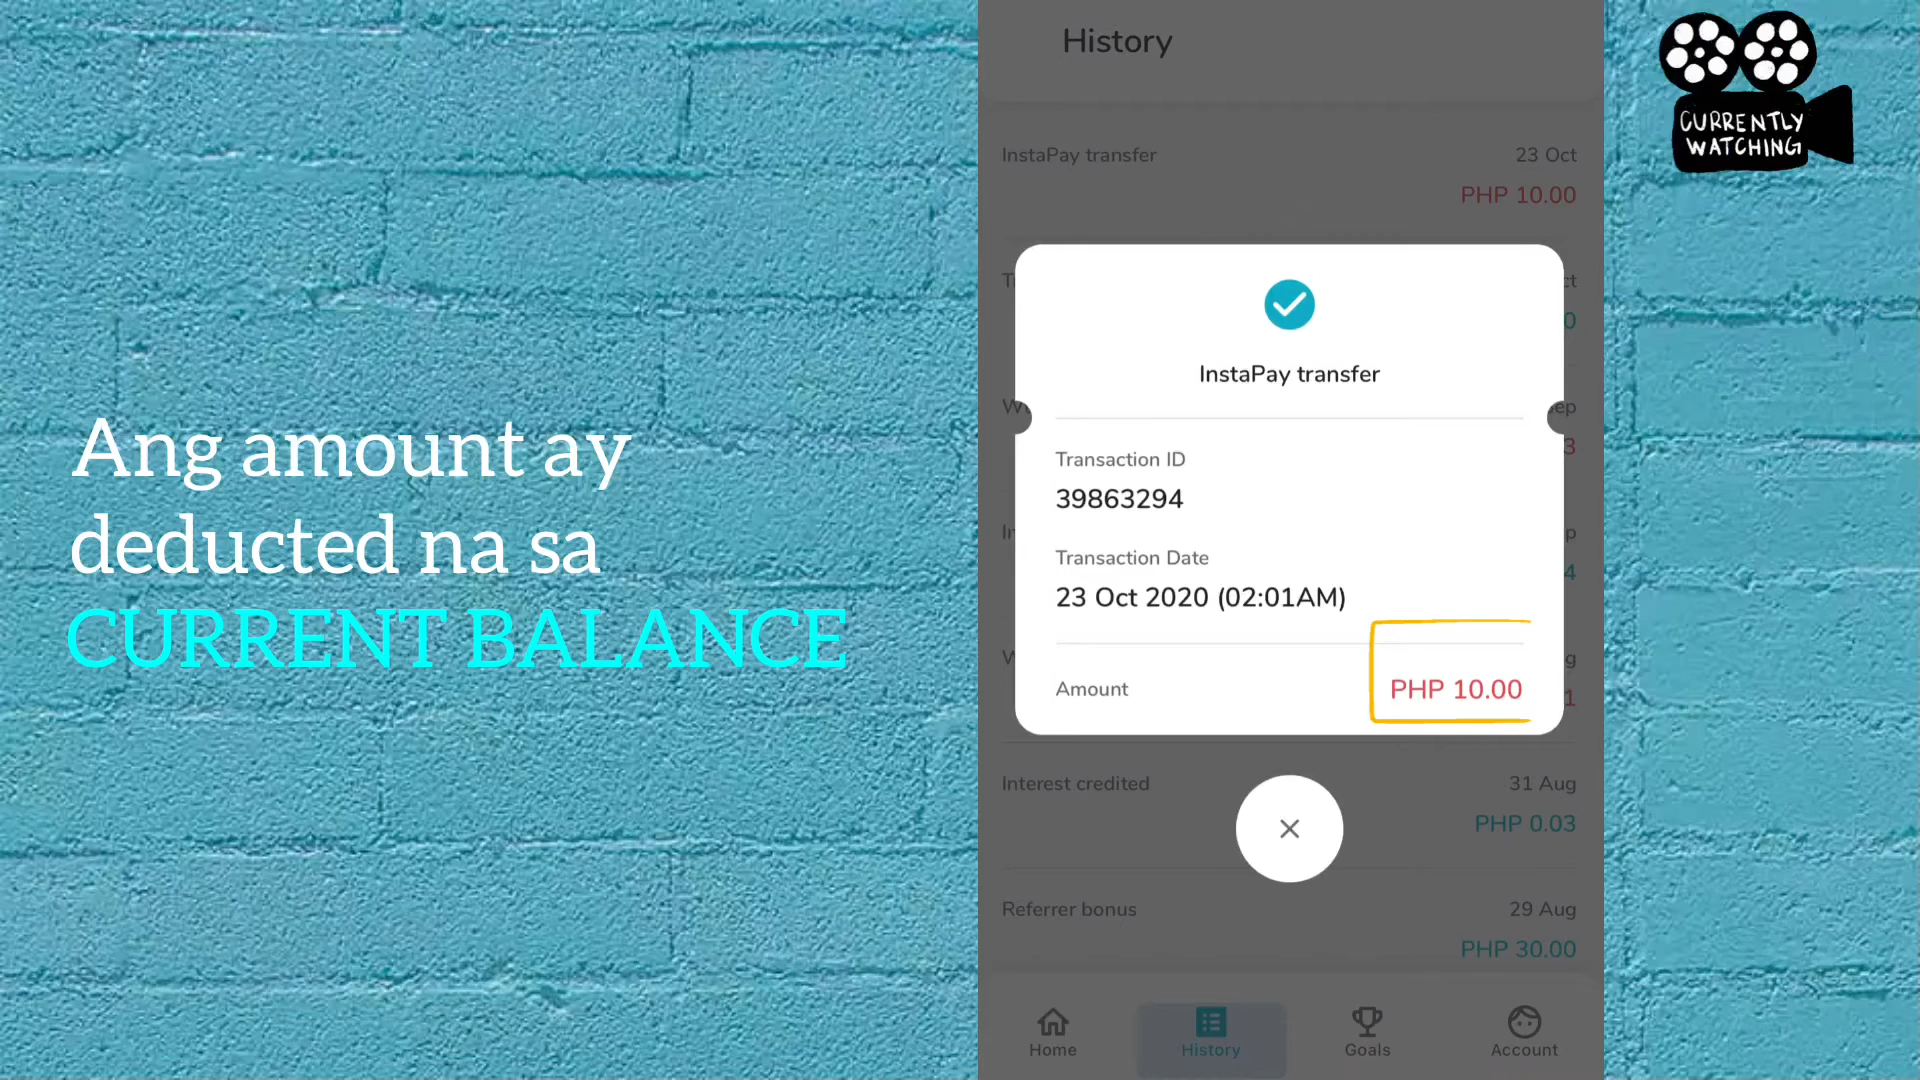 Ang amount ay
deducted na sa
CURRENT BALANCE
CURRENTLY
WATCHING
History
InstaPay transfer 23 Oct
PHP 10.00
InstaPay transfer
Transaction ID
39863294
Transaction Date
23 Oct 2020 (02:01AM)
Amount PHP 10.00
Interest credited 31 Aug
PHP 0.03
Referrer bonus 29 Aug
PHP 30.00
Home History Goals Account